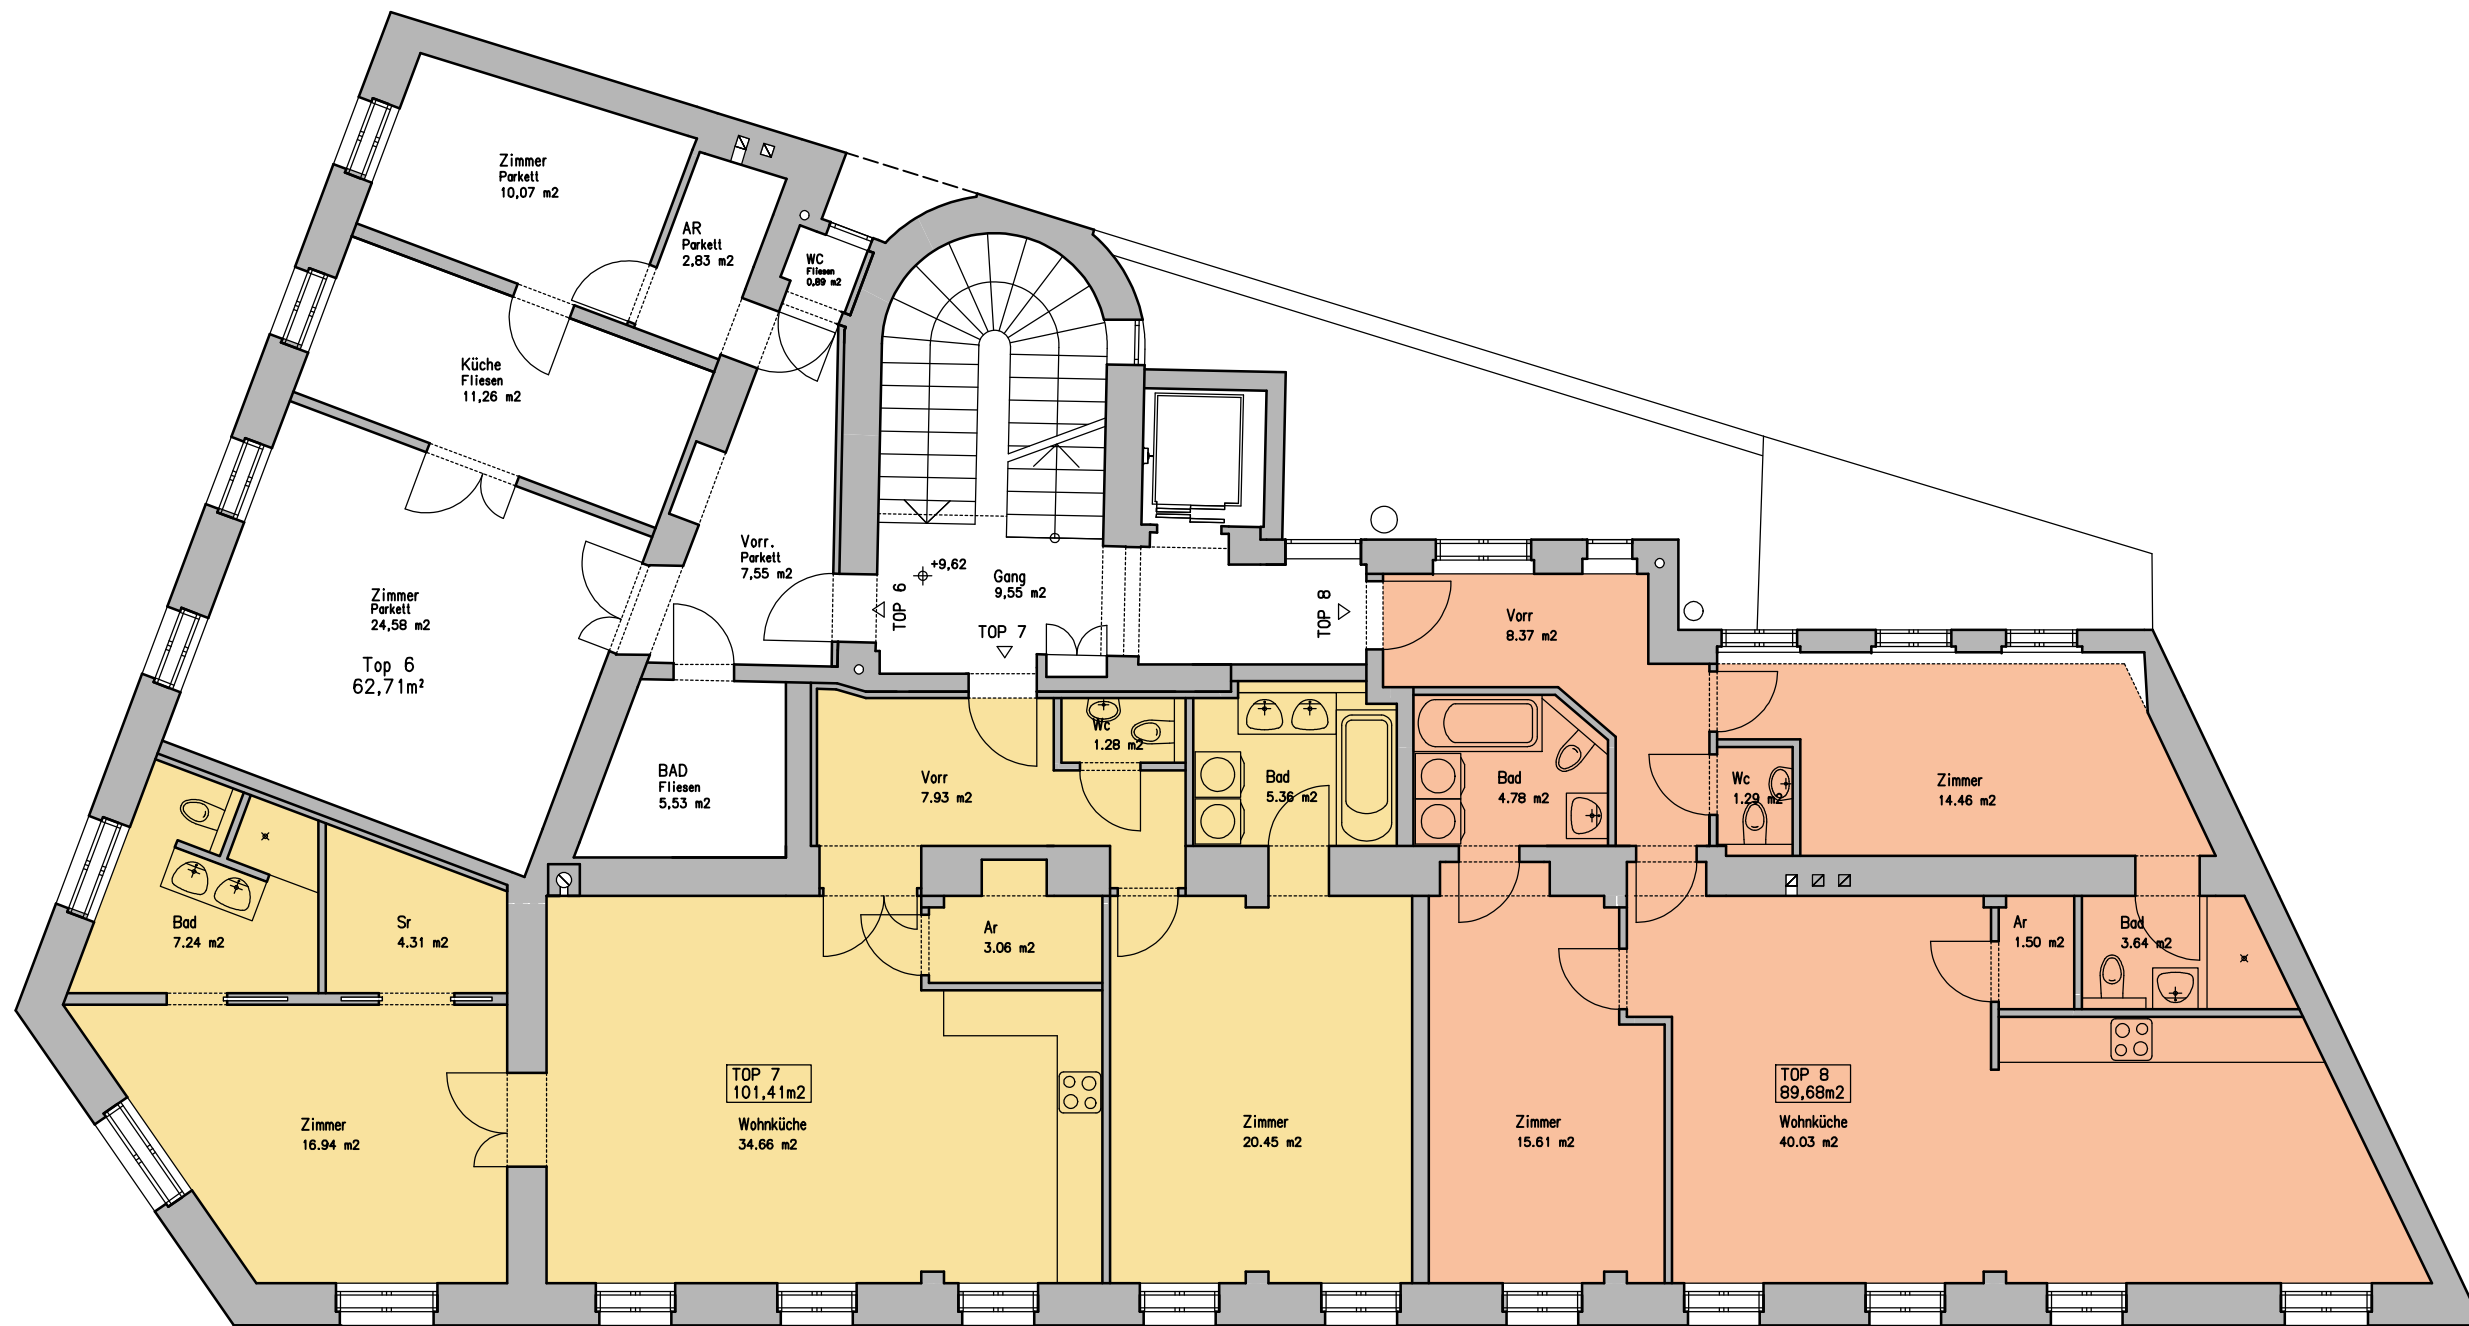 Zimmer
Parkett
10,07 m2
AR
Parkett
2,83 m2
WC
Fliesen
0,89 m2
Küche
Fliesen
11,26 m2
Zimmer
Parkett
24,58 m2
Top 6
62,71m²
Vorr.
Parkett
7,55 m2
BAD
Fliesen
5,53 m2
+9,62
Gang
9,55 m2
TOP 6
TOP 7
TOP 8
Vorr
8.37 m2
Wc
1.28 m2
Vorr
7.93 m2
Bad
5.36 m2
Bad
4.78 m2
Wc
1.29 m2
Zimmer
14.46 m2
Bad
7.24 m2
Sr
4.31 m2
Ar
3.06 m2
Ar
1.50 m2
Bad
3.64 m2
Zimmer
16.94 m2
TOP 7
101,41m2
Wohnküche
34.66 m2
Zimmer
20.45 m2
Zimmer
15.61 m2
TOP 8
89,68m2
Wohnküche
40.03 m2